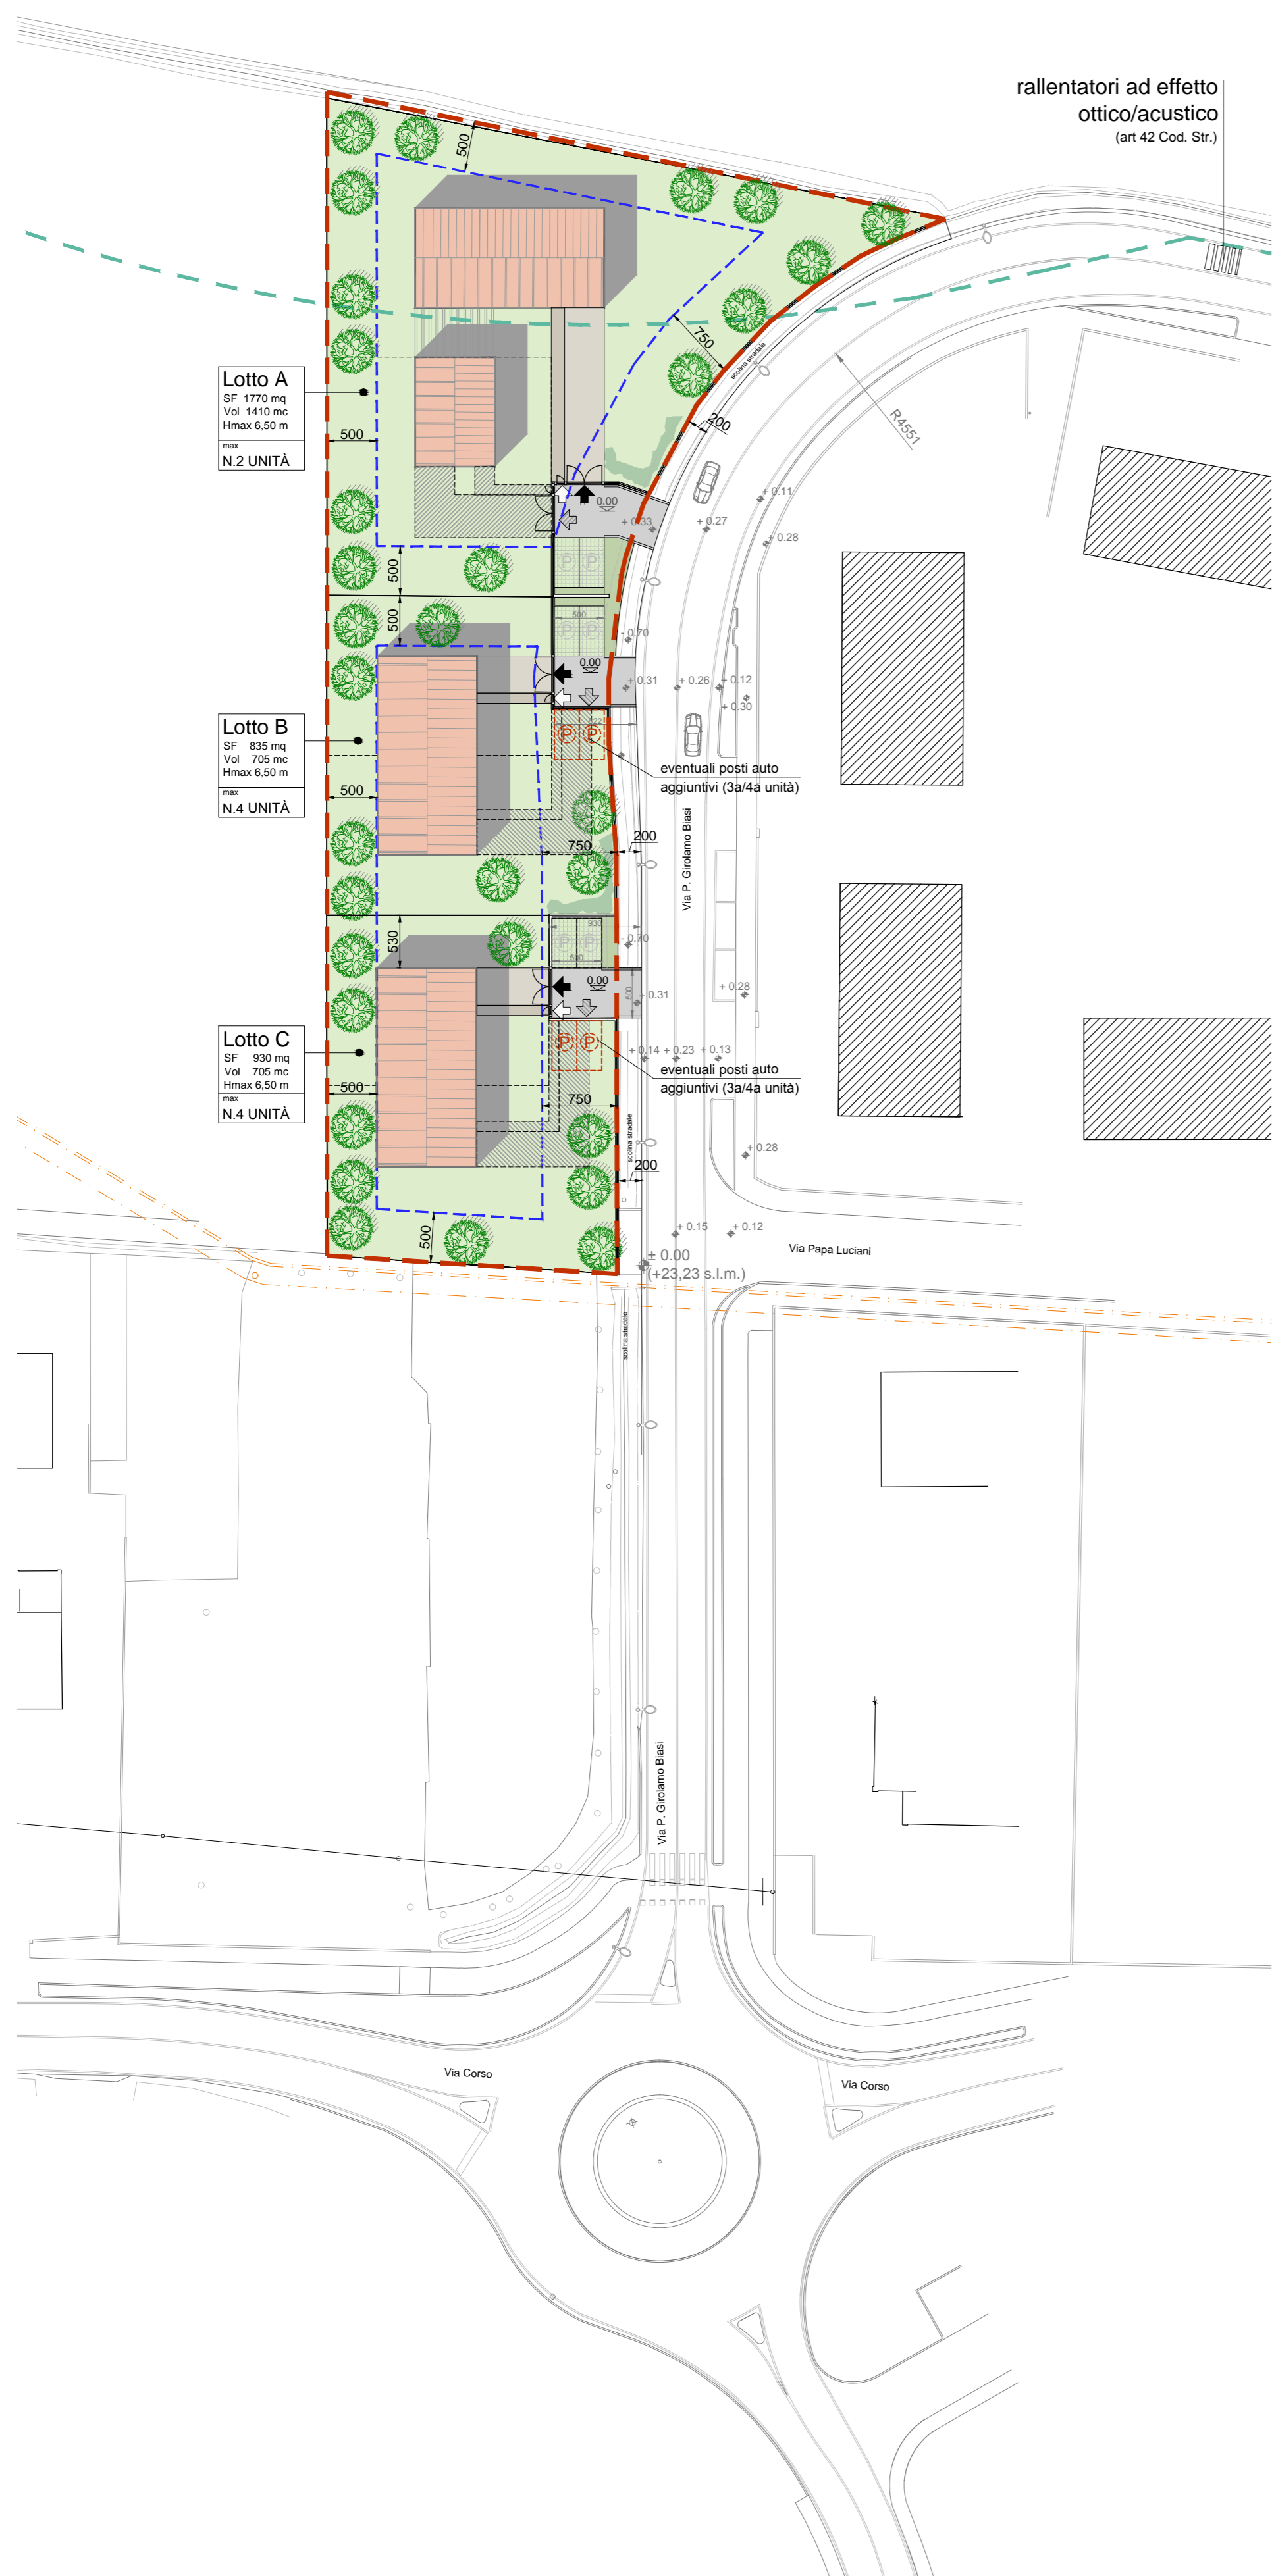 rallentatori ad effetto
ottico/acustico
(art 42 Cod. Str.)
500
750
scolina stradale
200
R4551
Lotto A
SF 1770 mq
Vol 1410 mc
Hmax 6,50 m
max
N.2 UNITÀ
500
0.00
+ 0.33
+ 0.27
+ 0.11
+ 0.28
P P
500
500
500
P P
- 0.70
0.00
+ 0.31
+ 0.26
+ 0.12
+ 0.30
Lotto B
SF 835 mq
Vol 705 mc
Hmax 6,50 m
max
N.4 UNITÀ
500
P P
eventuali posti auto
aggiuntivi (3a/4a unità)
Via P. Girolamo Biasi
750
200
530
930
P P
500
- 0.70
0.00
500
+ 0.31
+ 0.28
Lotto C
SF 930 mq
Vol 705 mc
Hmax 6,50 m
max
N.4 UNITÀ
500
P P
+ 0.14
+ 0.23
+ 0.13
eventuali posti auto
aggiuntivi (3a/4a unità)
750
scolina stradale
+ 0.28
200
500
+ 0.15
+ 0.12
Via Papa Luciani
± 0.00
(+23,23 s.l.m.)
scolina stradale
Via P. Girolamo Biasi
Via Corso
Via Corso